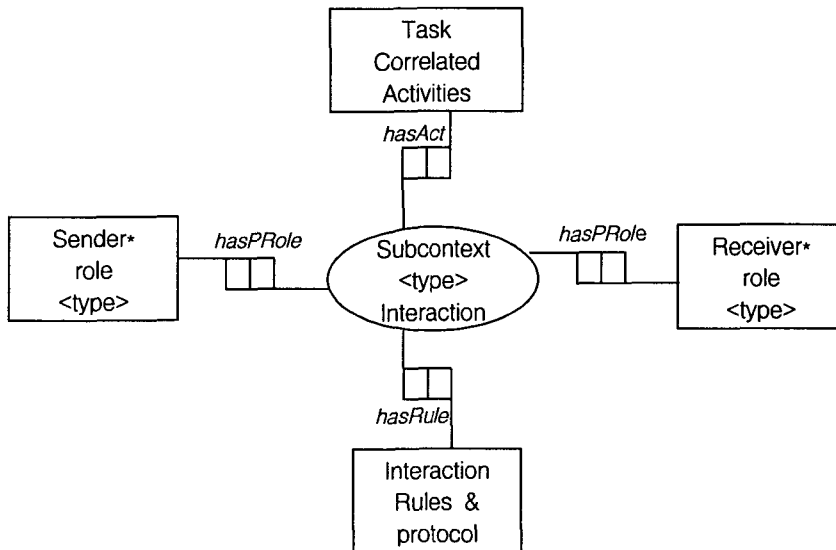 Task
Correlated
Activities
hasAct
Sender*
role
<type>
hasPRole
Subcontext
<type>
Interaction
hasPRole
Receiver*
role
<type>
hasRule
Interaction
Rules &
protocol